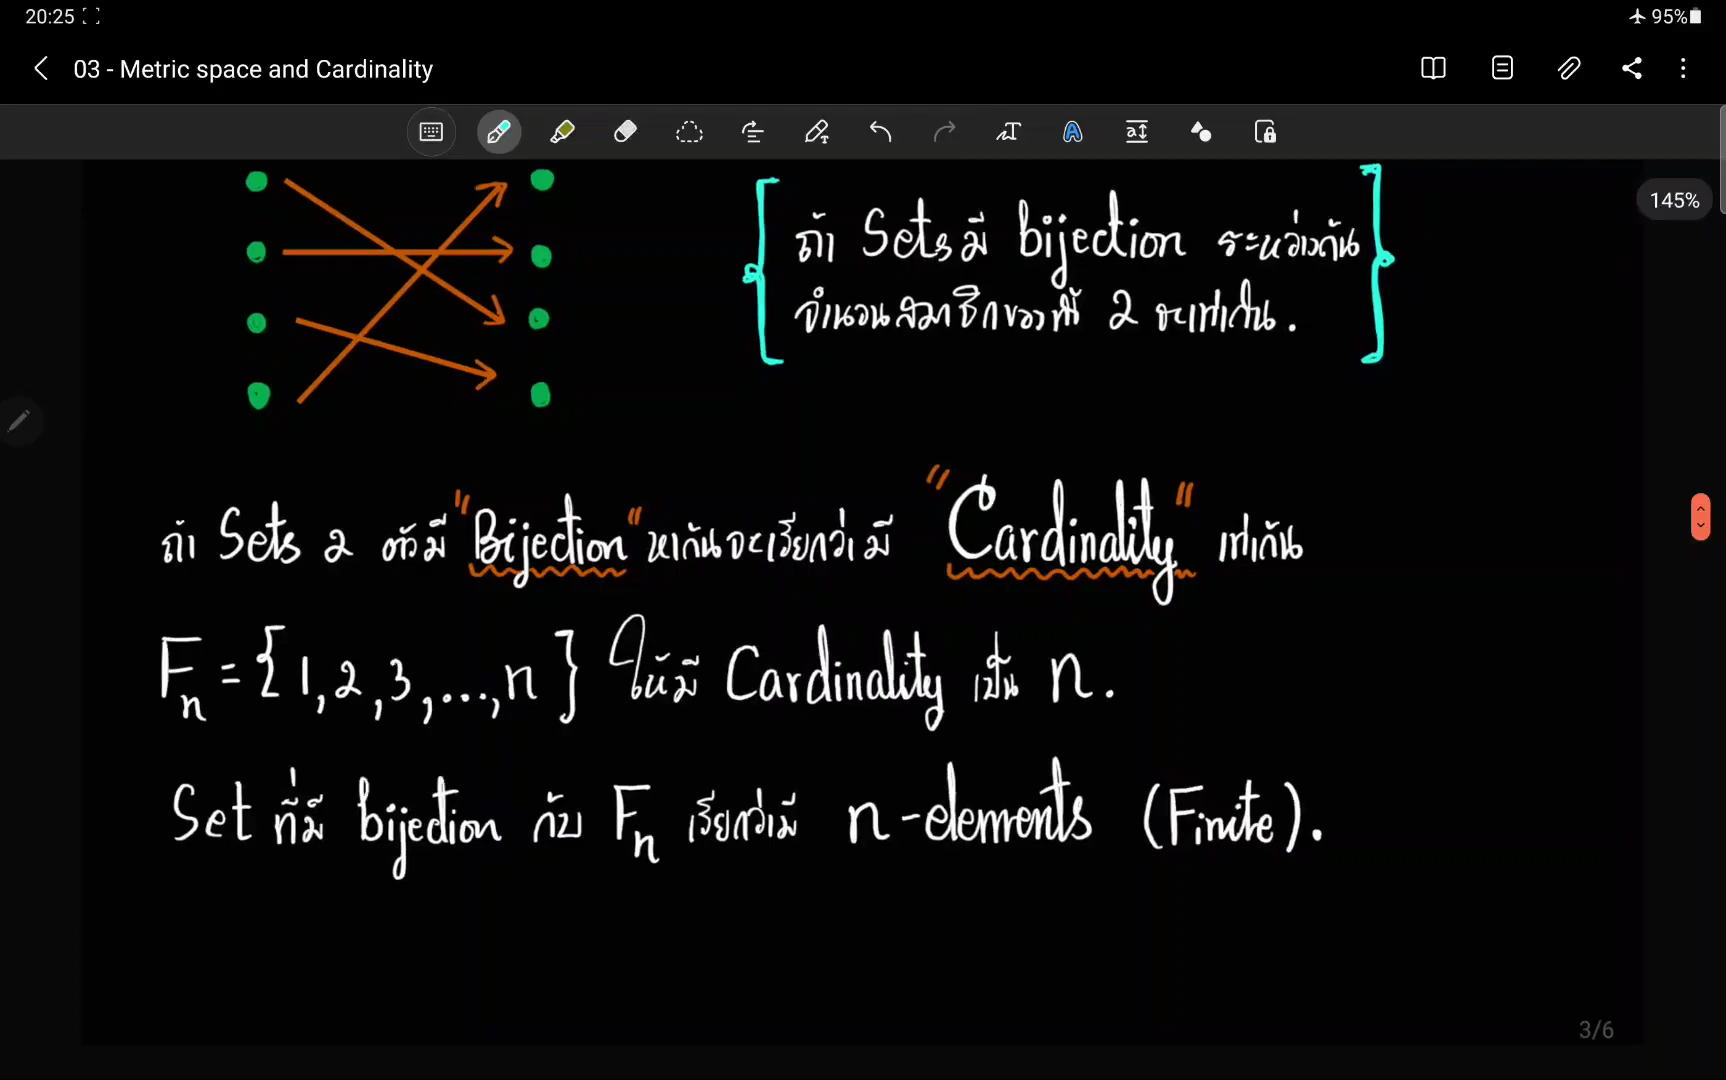 20:25
95%
03 - Metric space and Cardinality
145%
ถ้า Sets มี bijection ระหว่างกัน
จำนวนสมาชิกของทั้ง 2 จะเท่ากัน.
ถ้า Sets 2 ตัวมี "Bijection" หากันจะเรียกว่ามี "Cardinality" เท่ากัน
Fn = {1,2,3,...,n} ให้มี Cardinality เป็น n.
Set ที่มี bijection กับ Fn เรียกว่ามี n-elements (Finite).
3/6